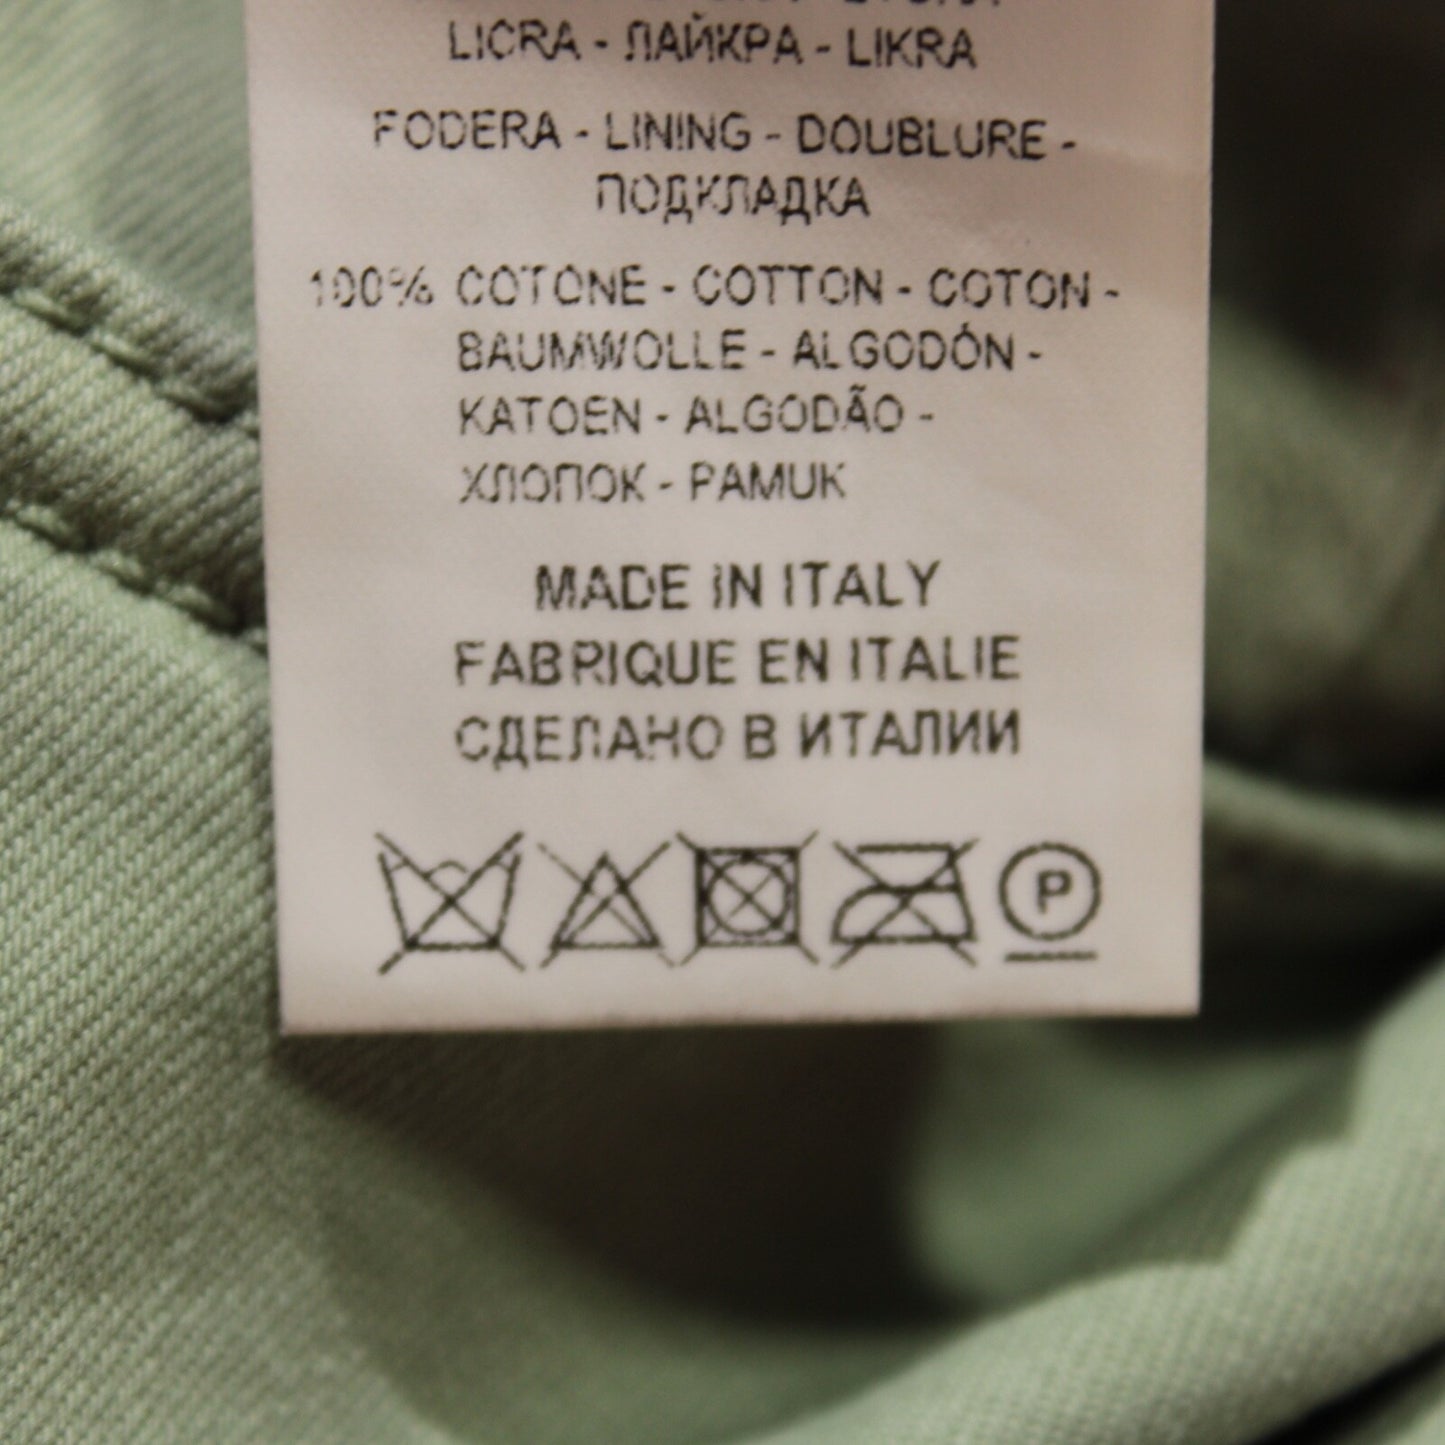 LICRA - ЛАЙКРА - LIKRA
FODERA - LINING - DOUBLURE -
ПОДКЛАДКА
100% COTONE - COTTON - COTON -
BAUMWOLLE - ALGODÓN -
KATOEN - ALGODÃO -
ХЛОПОК - PAMUK
MADE IN ITALY
FABRIQUE EN ITALIE
СДЕЛАНО В ИТАЛИИ
P